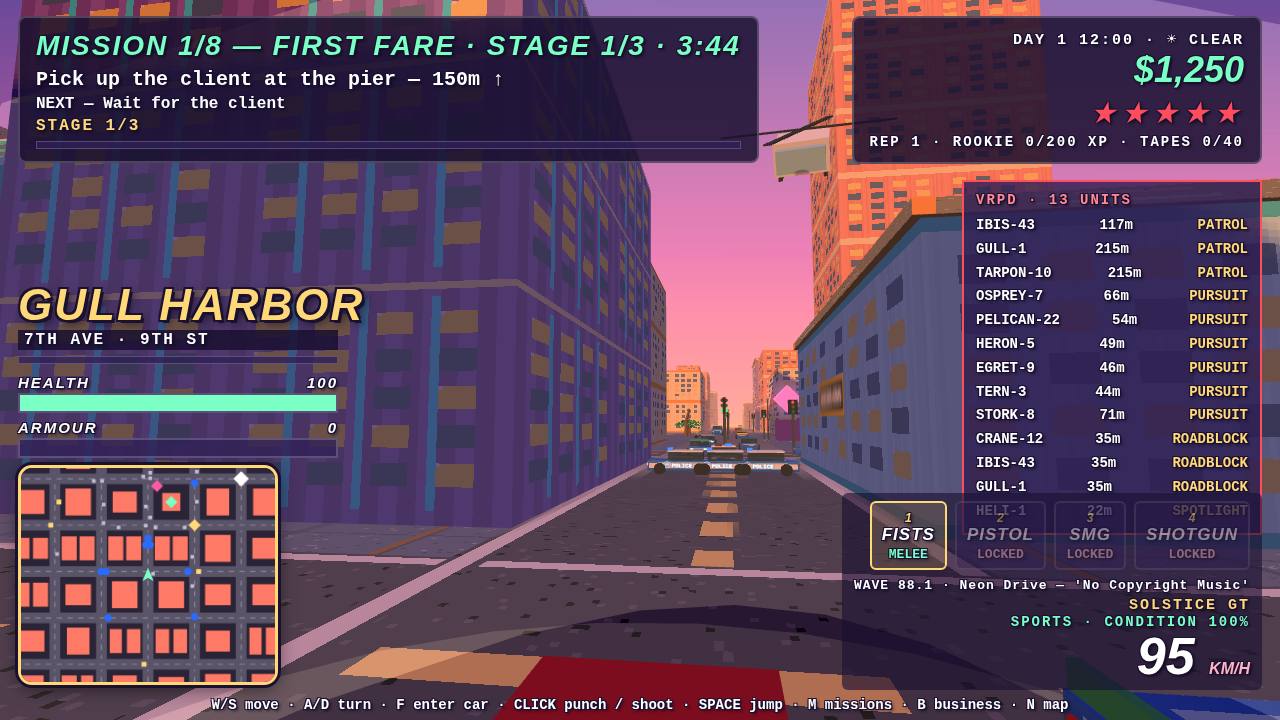 MISSION 1/8 — FIRST FARE · STAGE 1/3 · 3:44
Pick up the client at the pier — 150m ↑
NEXT — Wait for the client
STAGE 1/3
DAY 1 12:00 · ☀ CLEAR
$1,250
★★★★★
REP 1 · ROOKIE 0/200 XP · TAPES 0/40
VRPD · 13 UNITS
IBIS-43 117m PATROL
GULL-1 215m PATROL
TARPON-10 215m PATROL
OSPREY-7 66m PURSUIT
PELICAN-22 54m PURSUIT
HERON-5 49m PURSUIT
EGRET-9 46m PURSUIT
TERN-3 44m PURSUIT
STORK-8 71m PURSUIT
CRANE-12 35m ROADBLOCK
IBIS-43 35m ROADBLOCK
GULL-1 35m ROADBLOCK
HELI-1 22m SPOTLIGHT
GULL HARBOR
7TH AVE · 9TH ST
HEALTH 100
ARMOUR 0
POLICE POLICE POLICE
1 2 3 4
FISTS PISTOL SMG SHOTGUN
MELEE LOCKED LOCKED LOCKED
WAVE 88.1 · Neon Drive — 'No Copyright Music'
SOLSTICE GT
SPORTS · CONDITION 100%
95 KM/H
W/S move · A/D turn · F enter car · CLICK punch / shoot · SPACE jump · M missions · B business · N map